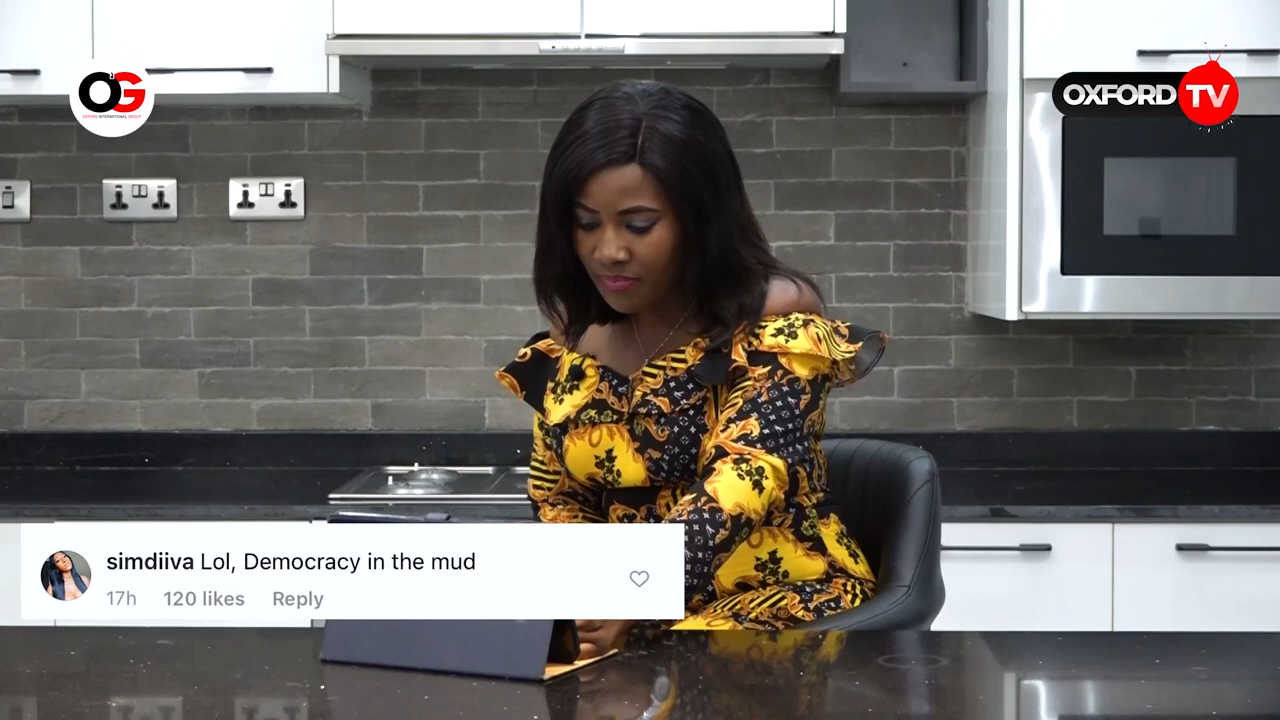 OG
OXFORD INTERNATIONAL GROUP
OXFORD TV
simdiiva Lol, Democracy in the mud
17h 120 likes Reply